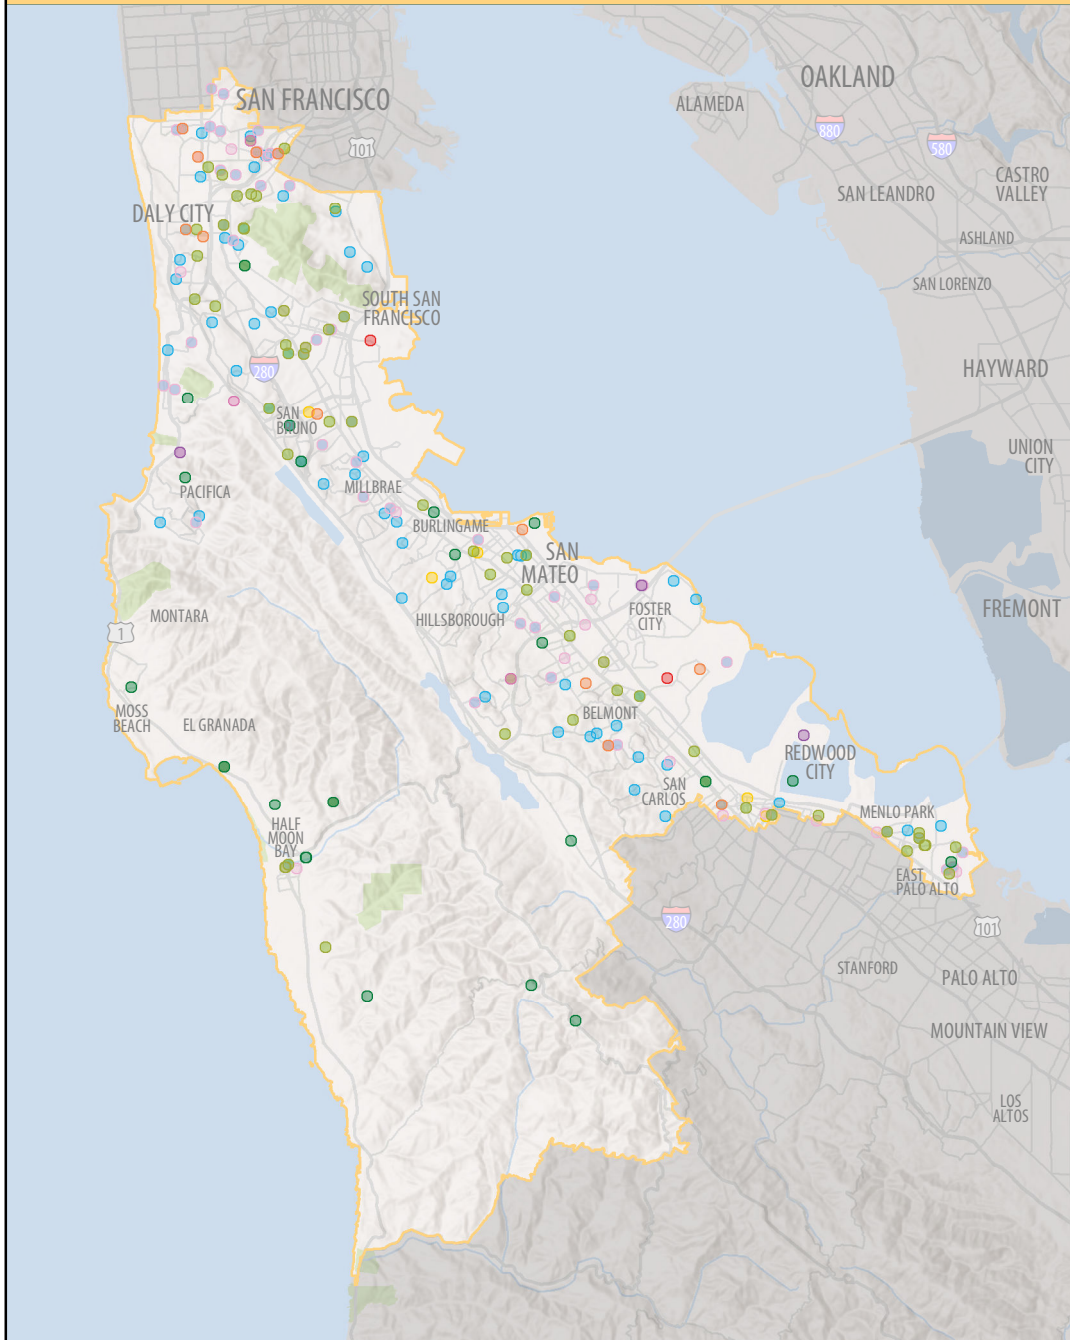 OAKLAND
SAN FRANCISCO
ALAMEDA
880
580
101
CASTRO
VALLEY
SAN LEANDRO
DALY CITY
ASHLAND
SAN LORENZO
SOUTH SAN
FRANCISCO
HAYWARD
280
SAN
BRUNO
UNION
CITY
MILLBRAE
PACIFICA
BURLINGAME
SAN
MATEO
FREMONT
MONTARA
HILLSBOROUGH
FOSTER
CITY
1
MOSS
BEACH
EL GRANADA
BELMONT
REDWOOD
CITY
SAN
CARLOS
MENLO PARK
HALF
MOON
BAY
EAST
PALO ALTO
280
101
STANFORD
PALO ALTO
MOUNTAIN VIEW
LOS
ALTOS